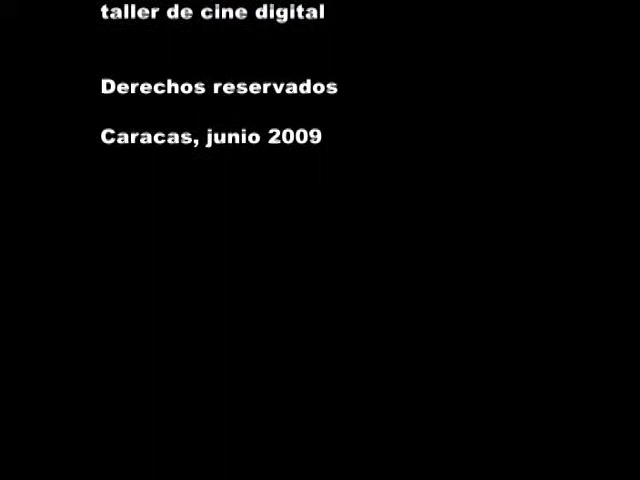 taller de cine digital
Derechos reservados
Caracas, junio 2009